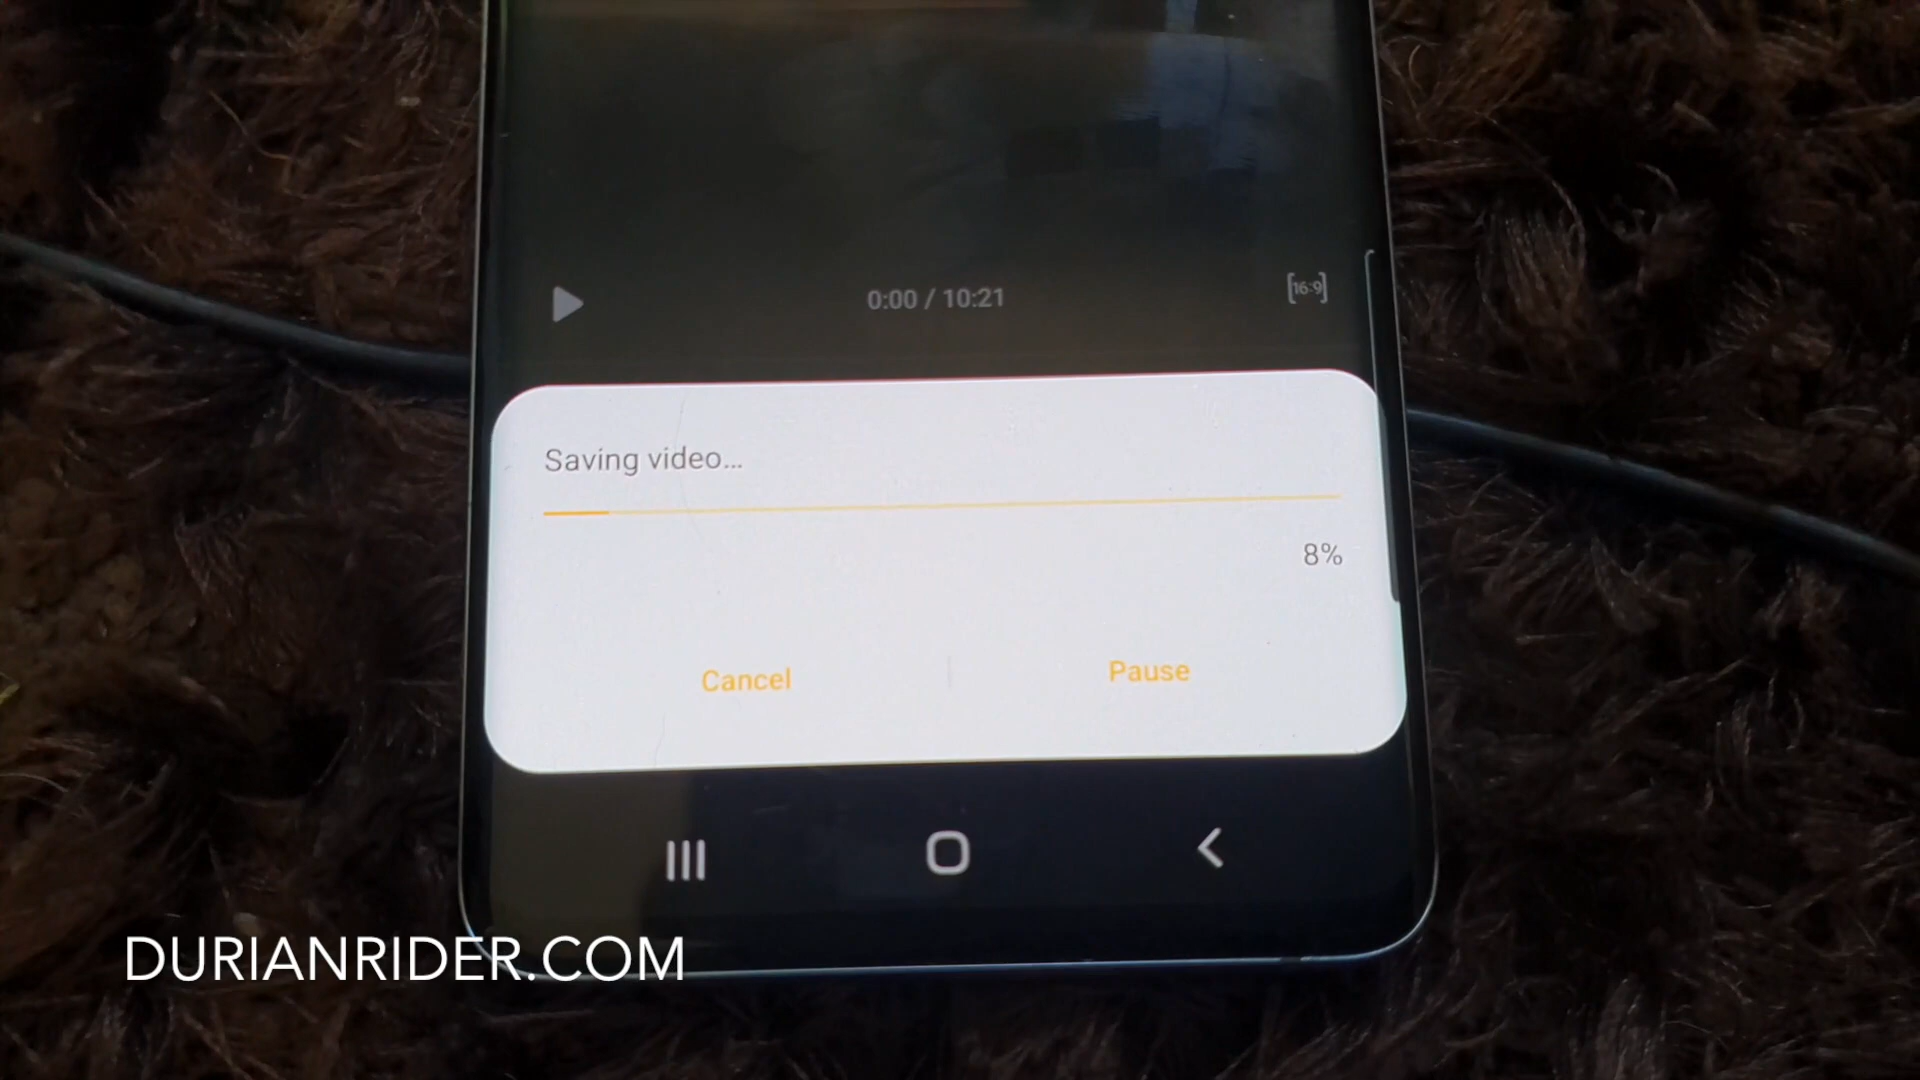 0:00 / 10:21
16:9
Saving video...
8%
Cancel
Pause
DURIANRIDER.COM